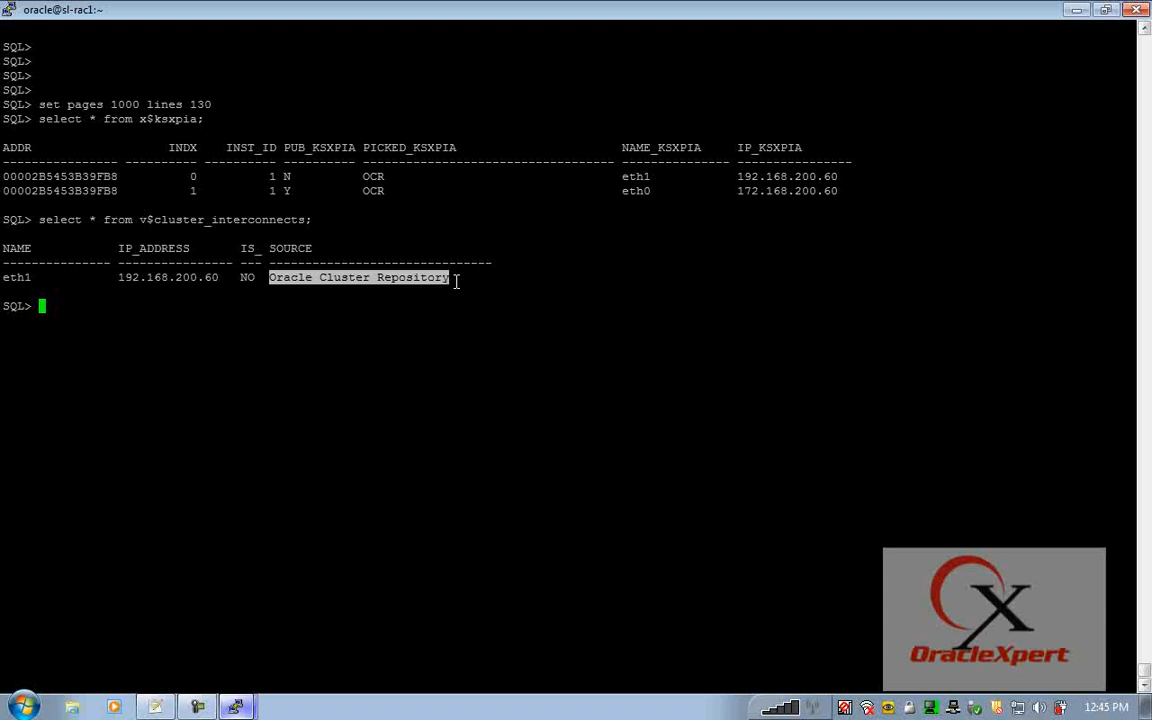 oracle@sl-rac1:~
SQL>
SQL>
SQL>
SQL>
SQL> set pages 1000 lines 130
SQL> select * from x$ksxpia;
ADDR INDX INST_ID PUB_KSXPIA PICKED_KSXPIA NAME_KSXPIA IP_KSXPIA
---------------- ---------- ---------- ---------- ----------------------------------- --------------- ----------------
00002B5453B39FB8 0 1 N OCR eth1 192.168.200.60
00002B5453B39FB8 1 1 Y OCR eth0 172.168.200.60
SQL> select * from v$cluster_interconnects;
NAME IP_ADDRESS IS_ SOURCE
--------------- ---------------- --- -------------------------------
eth1 192.168.200.60 NO Oracle Cluster Repository
SQL>
X
OracleXpert
12:45 PM